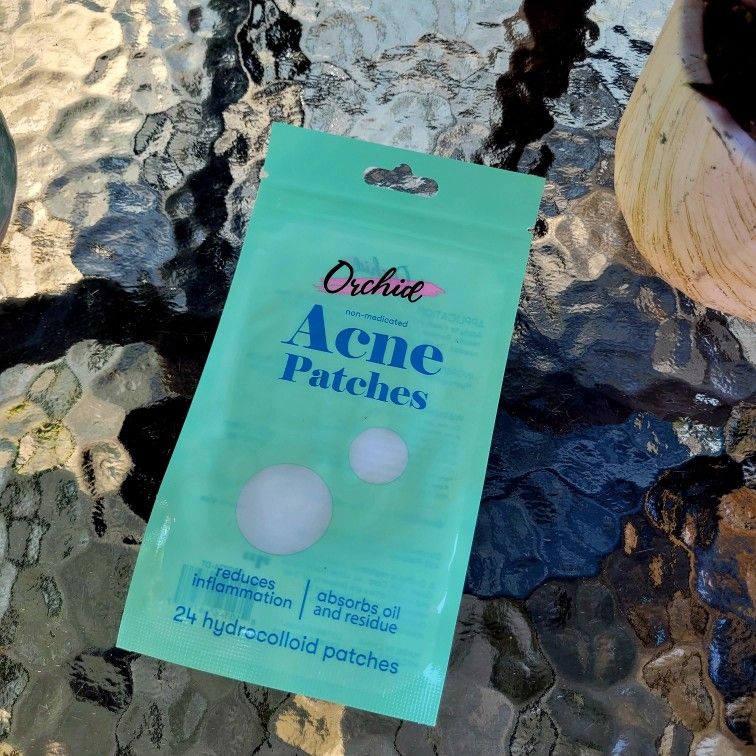 Orchid
non-medicated
Acne
Patches
reduces
inflammation
absorbs oil
and residue
24 hydrocolloid patches